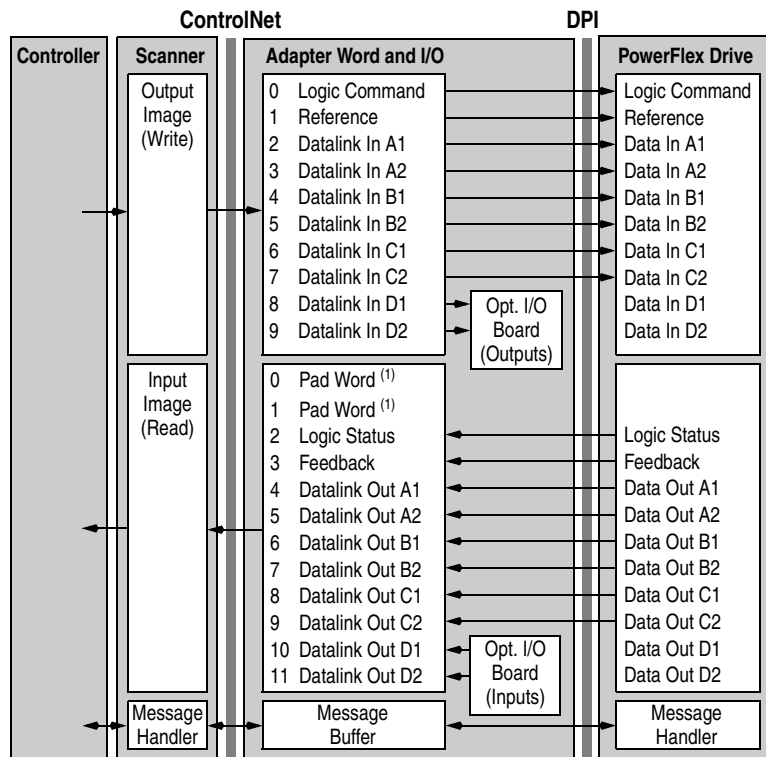 ControlNet DPI
Controller Scanner Adapter Word and I/O PowerFlex Drive
Output
Image
(Write)
0 Logic Command
1 Reference
2 Datalink In A1
3 Datalink In A2
4 Datalink In B1
5 Datalink In B2
6 Datalink In C1
7 Datalink In C2
8 Datalink In D1
9 Datalink In D2
Opt. I/O
Board
(Outputs)
Logic Command
Reference
Data In A1
Data In A2
Data In B1
Data In B2
Data In C1
Data In C2
Data In D1
Data In D2
Input
Image
(Read)
0 Pad Word (1)
1 Pad Word (1)
2 Logic Status
3 Feedback
4 Datalink Out A1
5 Datalink Out A2
6 Datalink Out B1
7 Datalink Out B2
8 Datalink Out C1
9 Datalink Out C2
10 Datalink Out D1
11 Datalink Out D2
Opt. I/O
Board
(Inputs)
Logic Status
Feedback
Data Out A1
Data Out A2
Data Out B1
Data Out B2
Data Out C1
Data Out C2
Data Out D1
Data Out D2
Message
Handler
Message
Buffer
Message
Handler